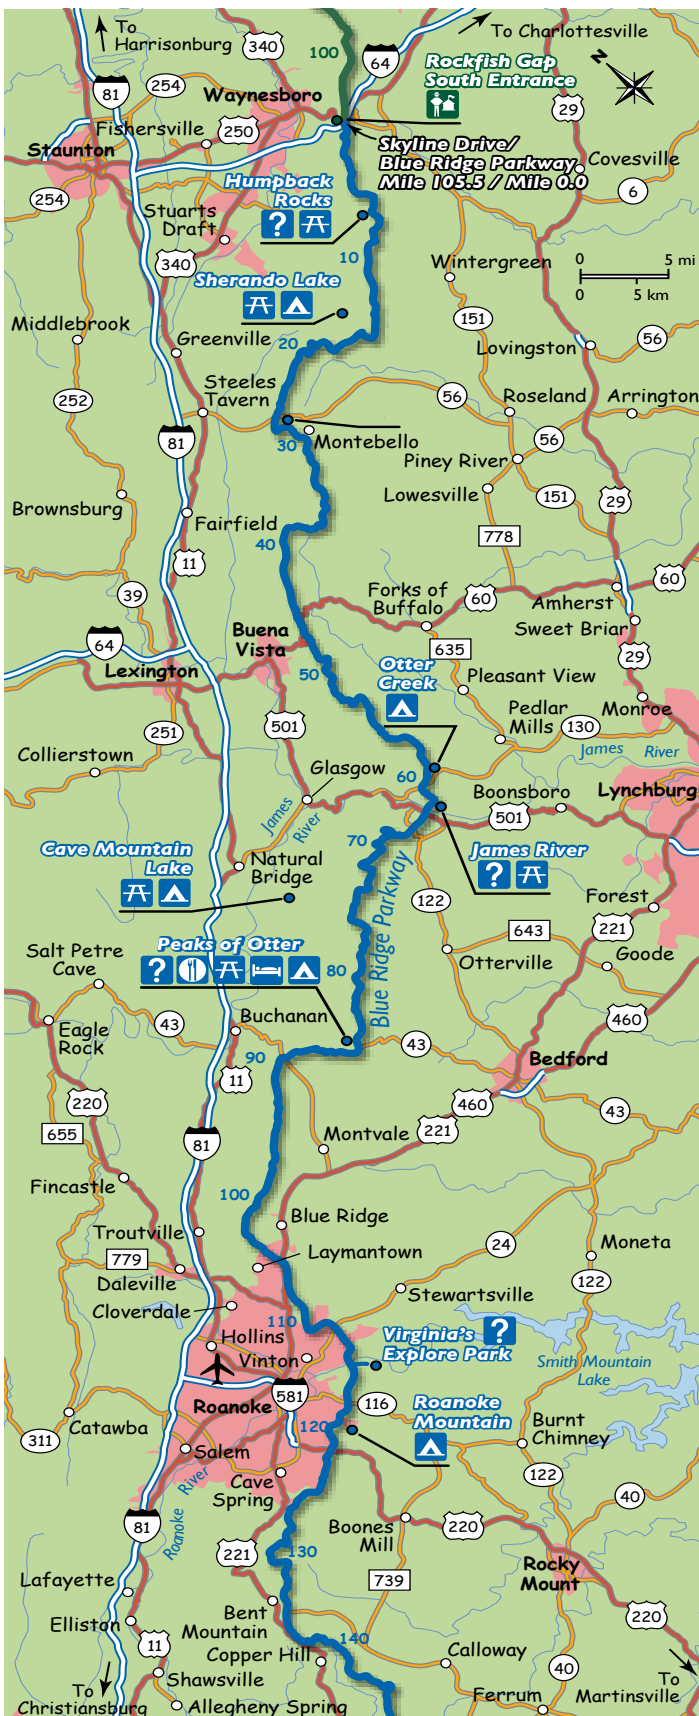 To
Harrisonburg
340
100
64
To Charlottesville
Rockfish Gap
South Entrance
N
81
254
Waynesboro
29
Fishersville
250
Staunton
Skyline Drive/
Blue Ridge Parkway
Mile 105.5 / Mile 0.0
Covesville
6
254
Humpback
Rocks
?
Stuarts
Draft
340
10
Wintergreen
0 5 mi
0 5 km
Sherando Lake
151
Middlebrook
Greenville
20
Lovingston
56
Steeles
Tavern
252
56
Roseland
Arrington
81
30
Montebello
56
Piney River
Lowesville
151
29
Brownsburg
Fairfield
778
40
11
60
39
Forks of
Buffalo
60
Amherst
Sweet Briar
64
Buena
Vista
635
29
Lexington
50
Otter
Creek
Pleasant View
251
501
Pedlar
Mills
Monroe
130
James River
Collierstown
60
Glasgow
Boonsboro
Lynchburg
James
River
501
70
Cave Mountain
Lake
Natural
Bridge
James River
?
Blue Ridge Parkway
122
Forest
221
643
Peaks of Otter
?
Salt Petre
Cave
80
Otterville
Goode
Eagle
Rock
43
Buchanan
460
43
90
Bedford
11
220
460
43
655
81
221
Montvale
Fincastle
100
Blue Ridge
Troutville
24
Moneta
779
Laymantown
122
Daleville
Stewartsville
Cloverdale
110
Hollins
Virginia's
Explore Park
?
Vinton
Smith Mountain
Lake
581
Roanoke
116
Roanoke
Mountain
Catawba
120
Burnt
Chimney
311
Salem
122
Roanoke River
Cave
Spring
40
81
Boones
Mill
220
221
130
Rocky
Mount
739
Lafayette
220
Elliston
Bent
Mountain
11
140
Copper Hill
Calloway
Shawsville
40
To
Martinsville
To
Christiansburg
Allegheny Spring
Ferrum